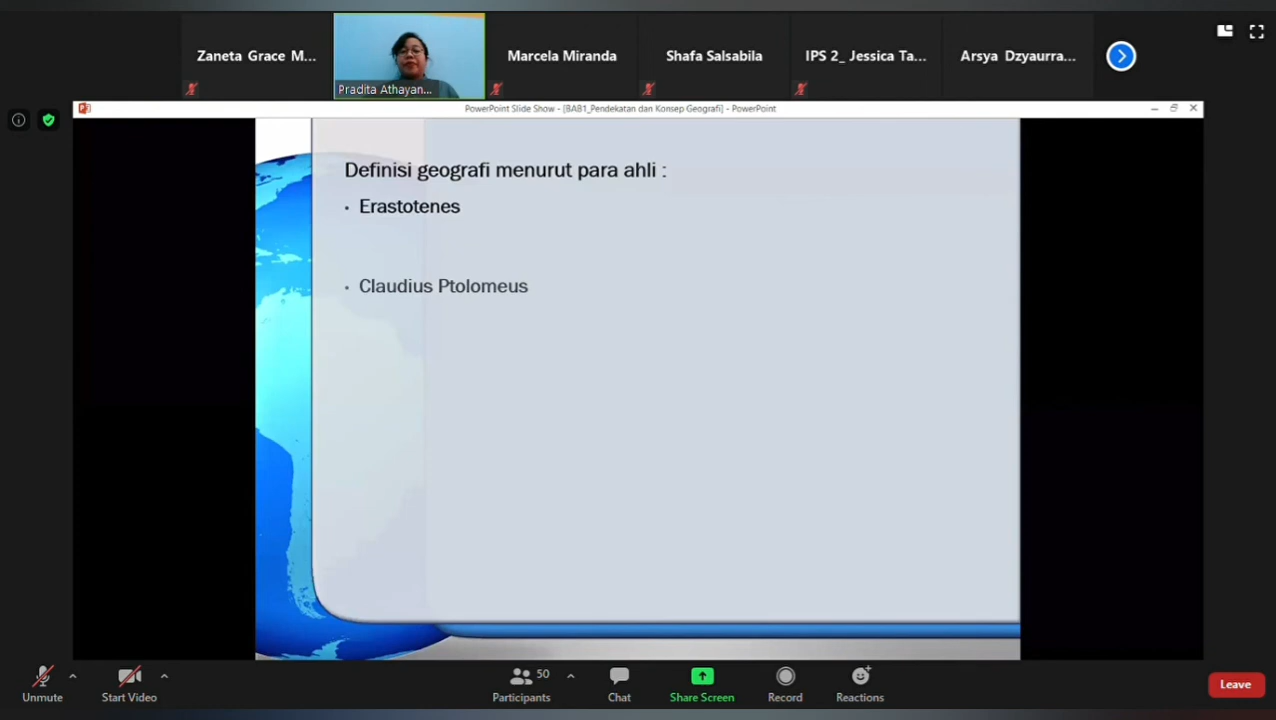 Zaneta Grace M...
Pradita Athayan...
Marcela Miranda
Shafa Salsabila
IPS 2_ Jessica Ta...
Arsya Dzyaurra...
PowerPoint Slide Show - [BAB1_Pendekatan dan Konsep Geografi] - PowerPoint
Definisi geografi menurut para ahli :
• Erastotenes
• Claudius Ptolomeus
Unmute
Start Video
50
Participants
Chat
Share Screen
Record
Reactions
Leave